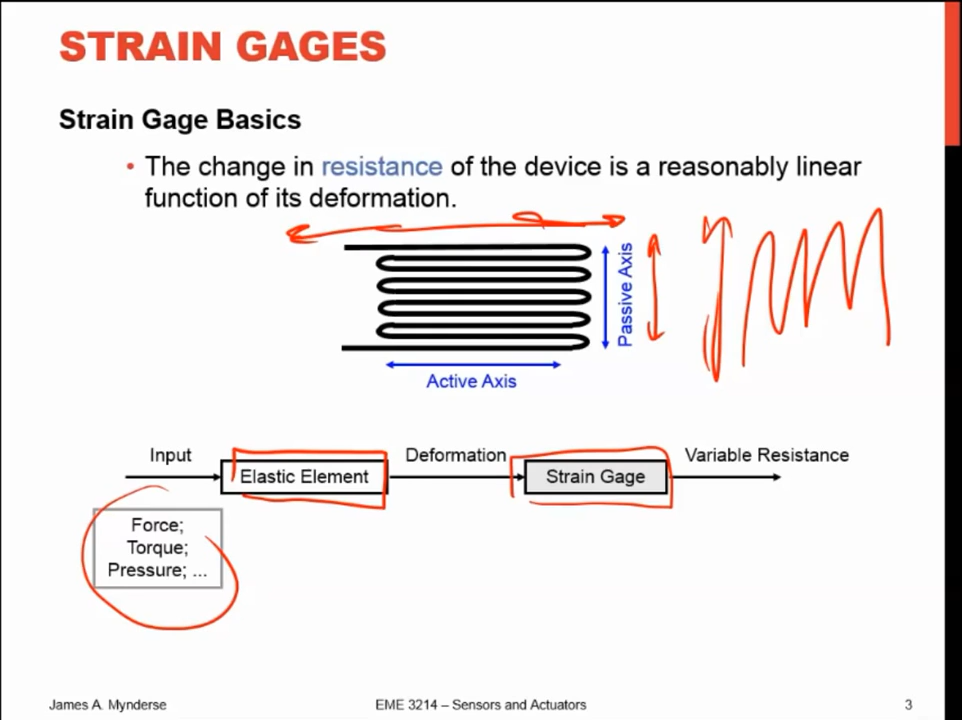 STRAIN GAGES
Strain Gage Basics
• The change in resistance of the device is a reasonably linear
function of its deformation.
Passive Axis
Active Axis
Input
Elastic Element
Deformation
Strain Gage
Variable Resistance
Force;
Torque;
Pressure; ...
James A. Mynderse
EME 3214 – Sensors and Actuators
3